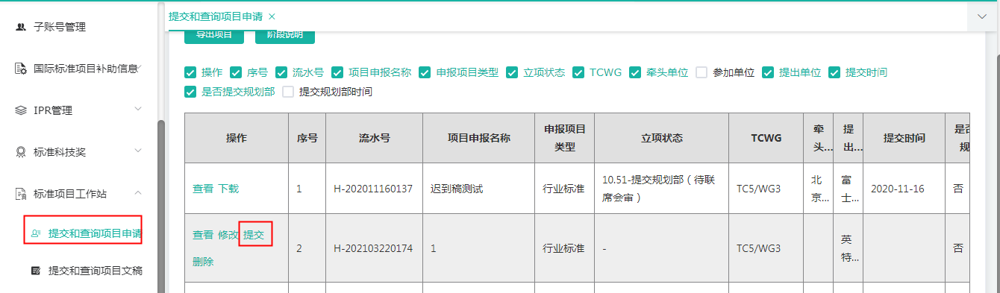 子账号管理
国际标准项目补助信息
IPR管理
标准科技奖
标准项目工作站
提交和查询项目申请
提交和查询项目文稿
提交和查询项目申请 ×
导出项目 阶段说明
操作 序号 流水号 项目申报名称 申报项目类型 立项状态 TCWG 牵头单位 参加单位 提出单位 提交时间
是否提交规划部 提交规划部时间
操作 序号 流水号 项目申报名称 申报项目类型 立项状态 TCWG 牵头... 提出... 提交时间 是否规
查看 下载 1 H-202011160137 迟到稿测试 行业标准 10.51-提交规划部（待联席会审） TC5/WG3 北京... 富士... 2020-11-16 否
查看 修改 提交 删除 2 H-202103220174 1 行业标准 - TC5/WG3 英特... 否